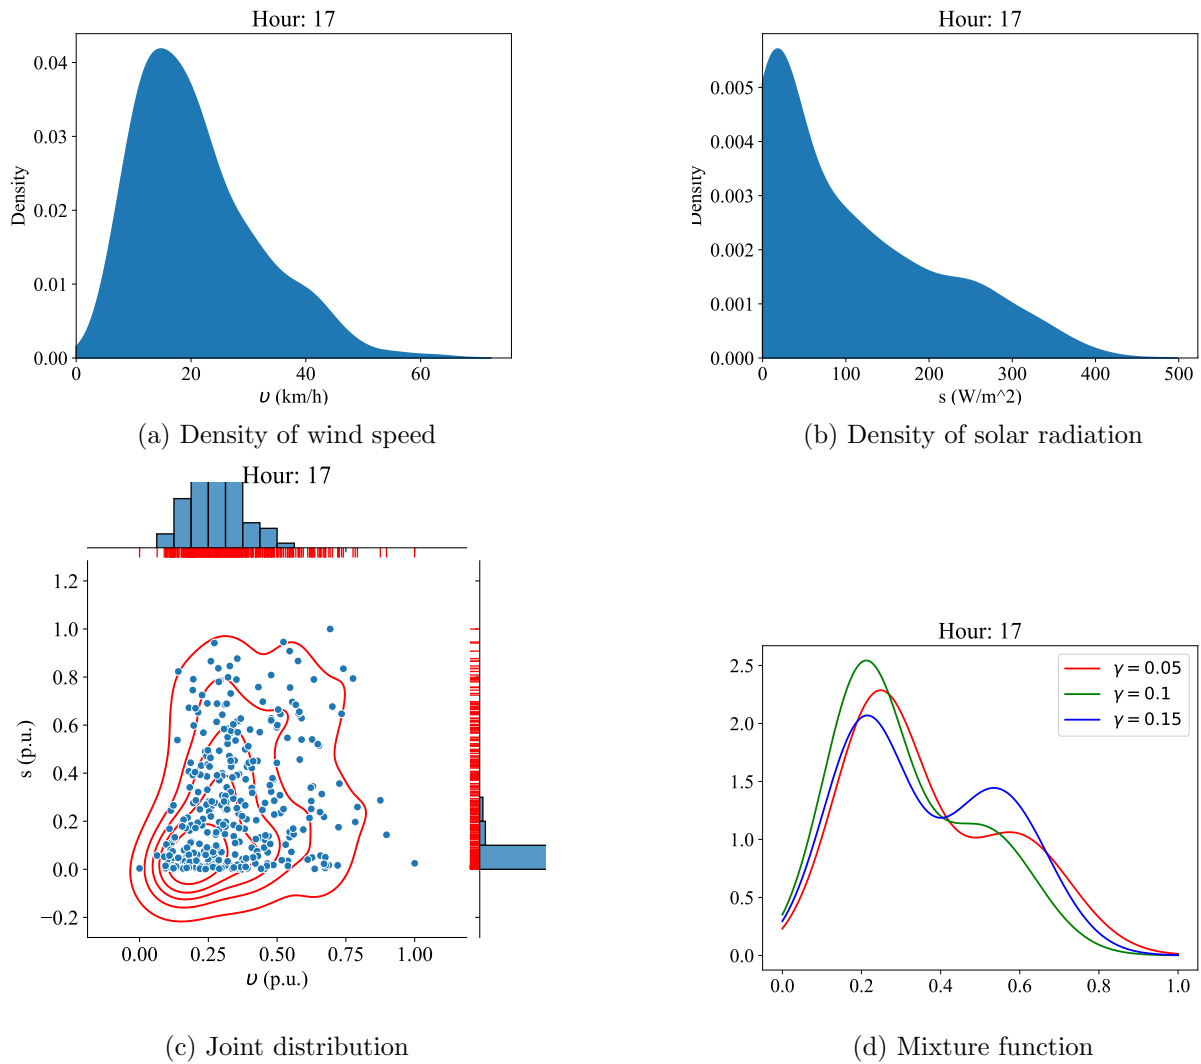 Hour: 17
0.04
0.03
0.02
0.01
0.00
Density
0 20 40 60
υ (km/h)
(a) Density of wind speed
Hour: 17
0.005
0.004
0.003
0.002
0.001
0.000
Density
0 100 200 300 400 500
s (W/m^2)
(b) Density of solar radiation
Hour: 17
1.2
1.0
0.8
0.6
0.4
0.2
0.0
−0.2
s (p.u.)
0.00 0.25 0.50 0.75 1.00
υ (p.u.)
(c) Joint distribution
Hour: 17
2.5
2.0
1.5
1.0
0.5
0.0
γ = 0.05
γ = 0.1
γ = 0.15
0.0 0.2 0.4 0.6 0.8 1.0
(d) Mixture function